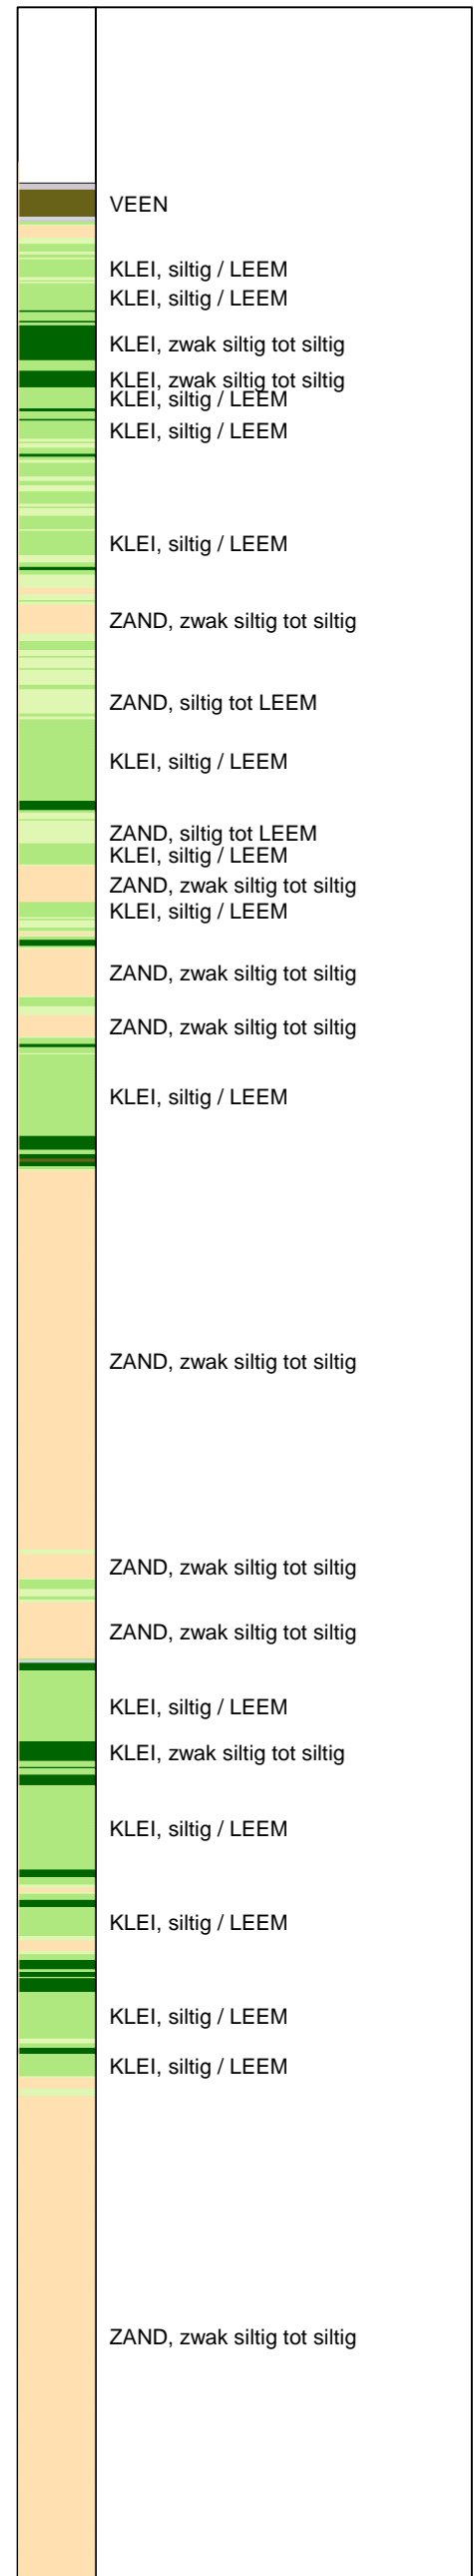 VEEN
KLEI, siltig / LEEM
KLEI, siltig / LEEM
KLEI, zwak siltig tot siltig
KLEI, zwak siltig tot siltig
KLEI, siltig / LEEM
KLEI, siltig / LEEM
KLEI, siltig / LEEM
ZAND, zwak siltig tot siltig
ZAND, siltig tot LEEM
KLEI, siltig / LEEM
ZAND, siltig tot LEEM
KLEI, siltig / LEEM
ZAND, zwak siltig tot siltig
KLEI, siltig / LEEM
ZAND, zwak siltig tot siltig
ZAND, zwak siltig tot siltig
KLEI, siltig / LEEM
ZAND, zwak siltig tot siltig
ZAND, zwak siltig tot siltig
ZAND, zwak siltig tot siltig
KLEI, siltig / LEEM
KLEI, zwak siltig tot siltig
KLEI, siltig / LEEM
KLEI, siltig / LEEM
KLEI, siltig / LEEM
KLEI, siltig / LEEM
ZAND, zwak siltig tot siltig